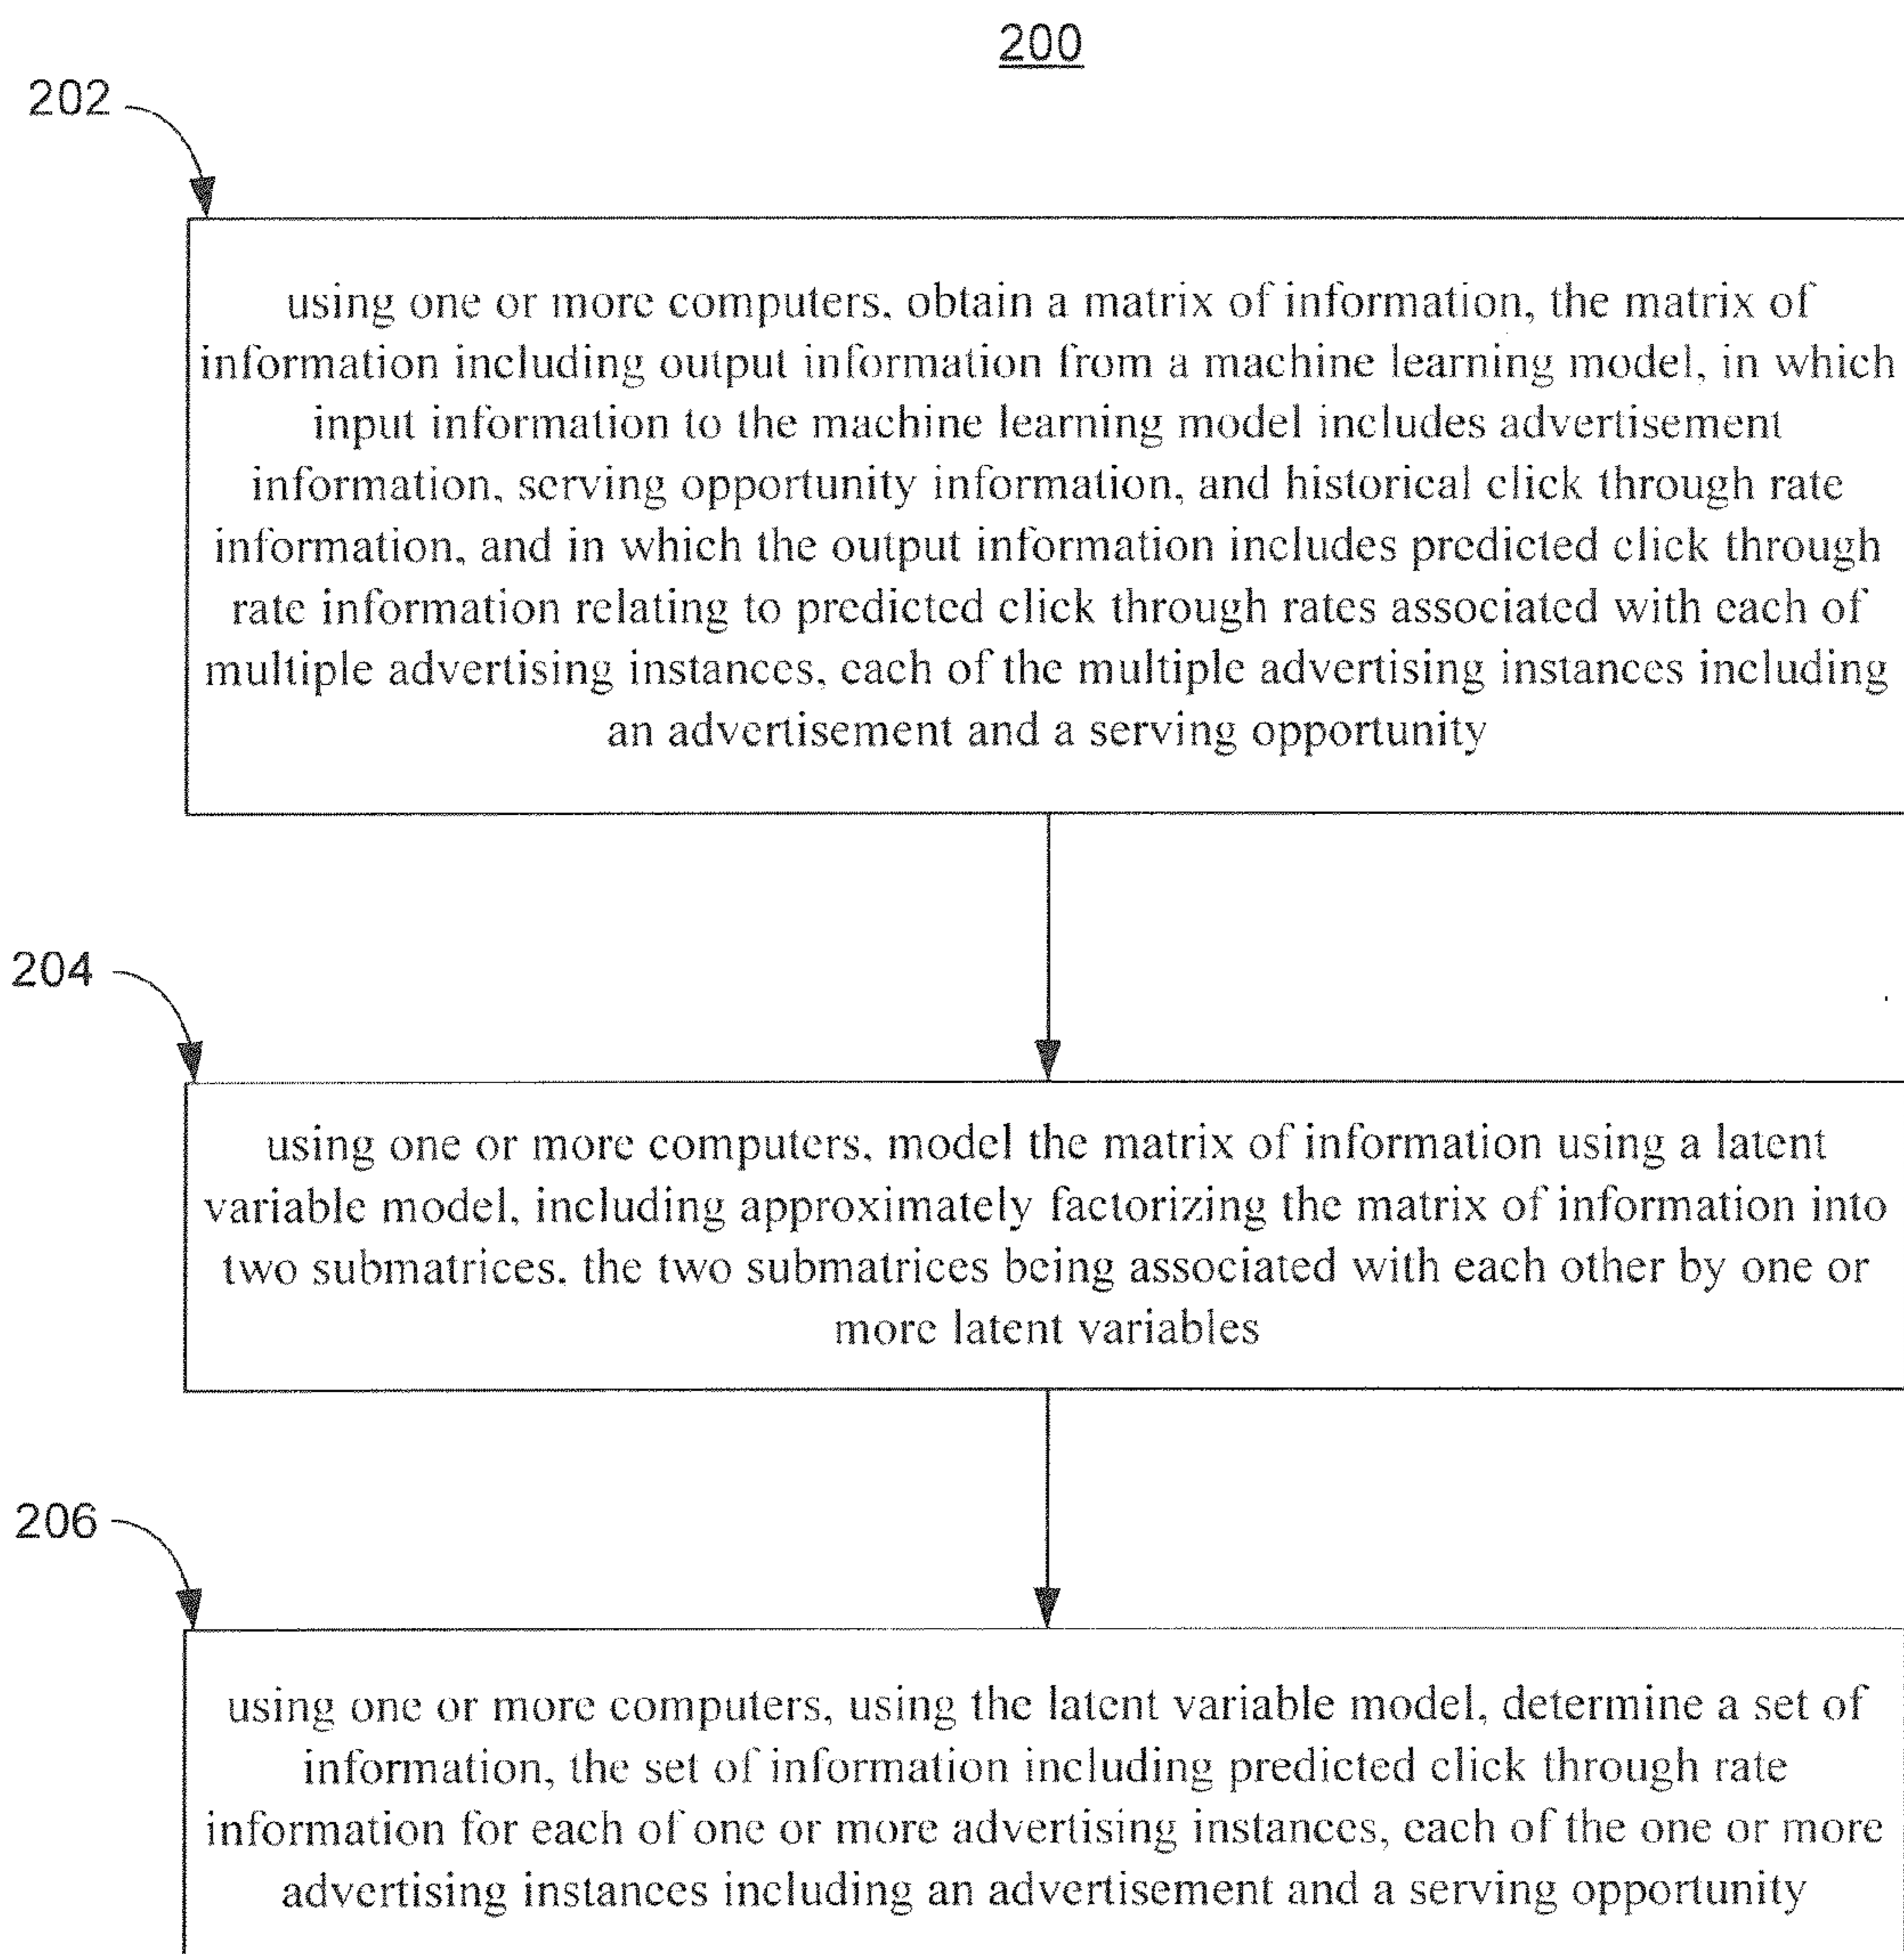 200
202
using one or more computers, obtain a matrix of information, the matrix of
information including output information from a machine learning model, in which
input information to the machine learning model includes advertisement
information, serving opportunity information, and historical click through rate
information, and in which the output information includes predicted click through
rate information relating to predicted click through rates associated with each of
multiple advertising instances, each of the multiple advertising instances including
an advertisement and a serving opportunity
204
using one or more computers, model the matrix of information using a latent
variable model, including approximately factorizing the matrix of information into
two submatrices, the two submatrices being associated with each other by one or
more latent variables
206
using one or more computers, using the latent variable model, determine a set of
information, the set of information including predicted click through rate
information for each of one or more advertising instances, each of the one or more
advertising instances including an advertisement and a serving opportunity